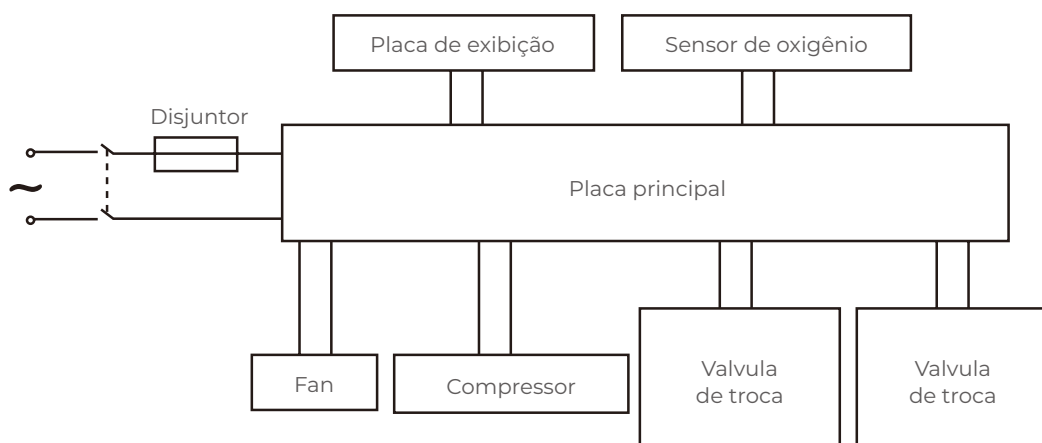 Placa de exibição
Sensor de oxigênio
Disjuntor
~
Placa principal
Fan
Compressor
Valvula
de troca
Valvula
de troca